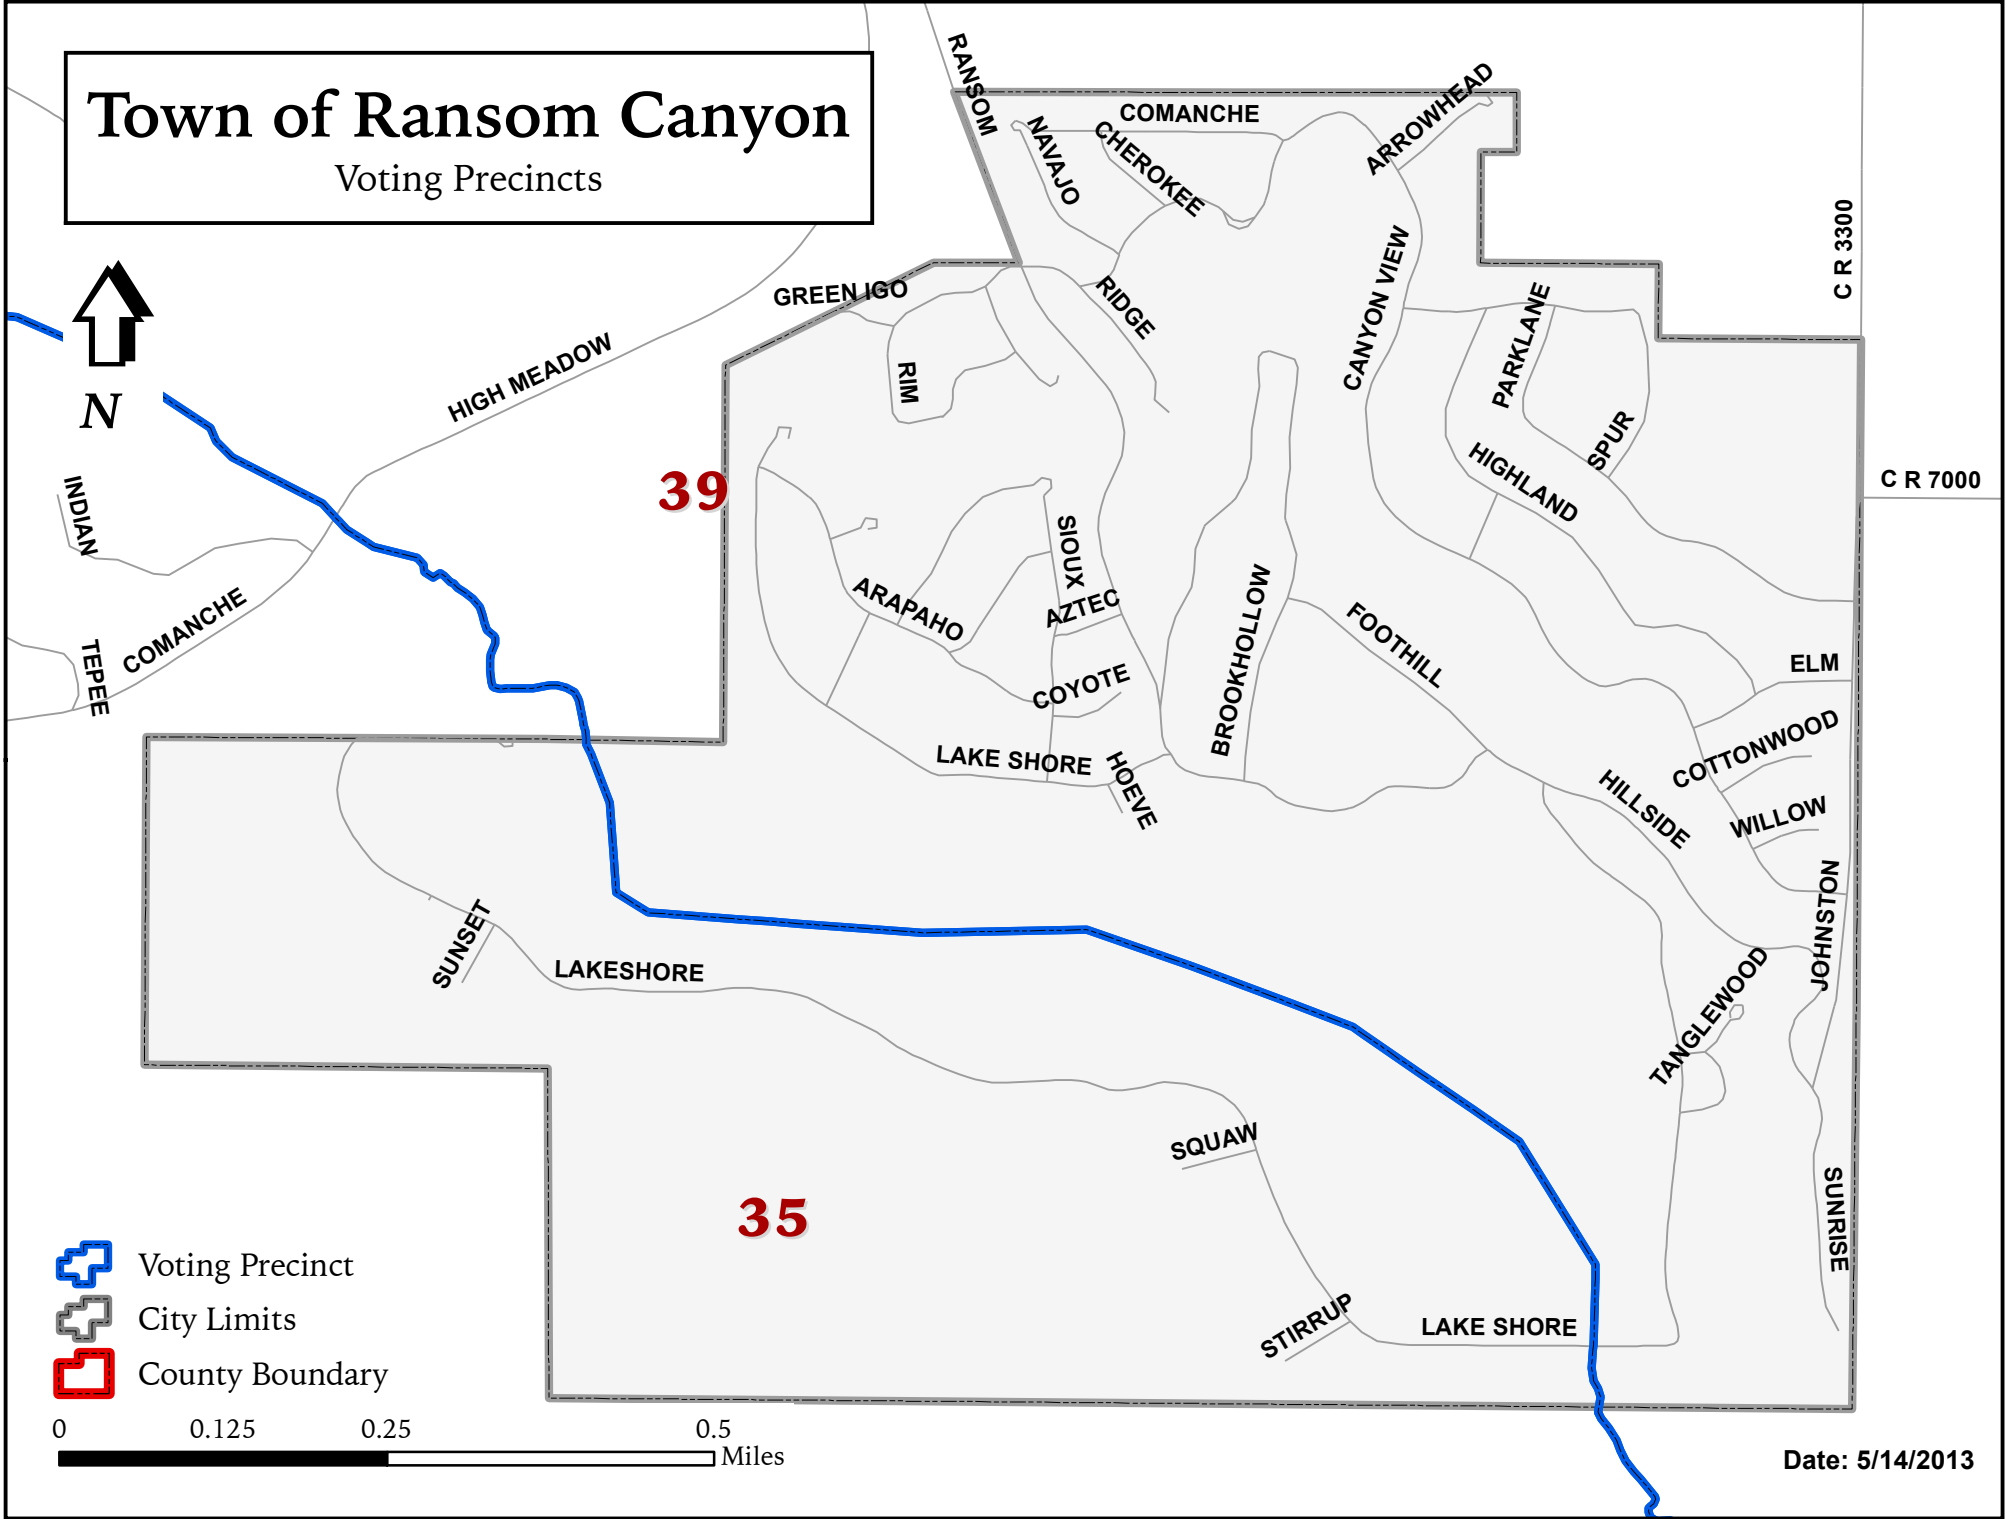 Town of Ransom Canyon
Voting Precincts
RANSOM
COMANCHE
ARROWHEAD
NAVAJO
CHEROKEE
C R 3300
CANYON VIEW
GREEN IGO
RIDGE
PARKLANE
HIGH MEADOW
RIM
N
SPUR
HIGHLAND
C R 7000
39
INDIAN
SIOUX
ARAPAHO
AZTEC
COMANCHE
TEPEE
BROOKHOLLOW
FOOTHILL
ELM
COYOTE
COTTONWOOD
LAKE SHORE
HOEVE
HILLSIDE
WILLOW
JOHNSTON
SUNSET
LAKESHORE
TANGLEWOOD
SQUAW
35
SUNRISE
STIRRUP
LAKE SHORE
Voting Precinct
City Limits
County Boundary
0 0.125 0.25 0.5
Miles
Date: 5/14/2013